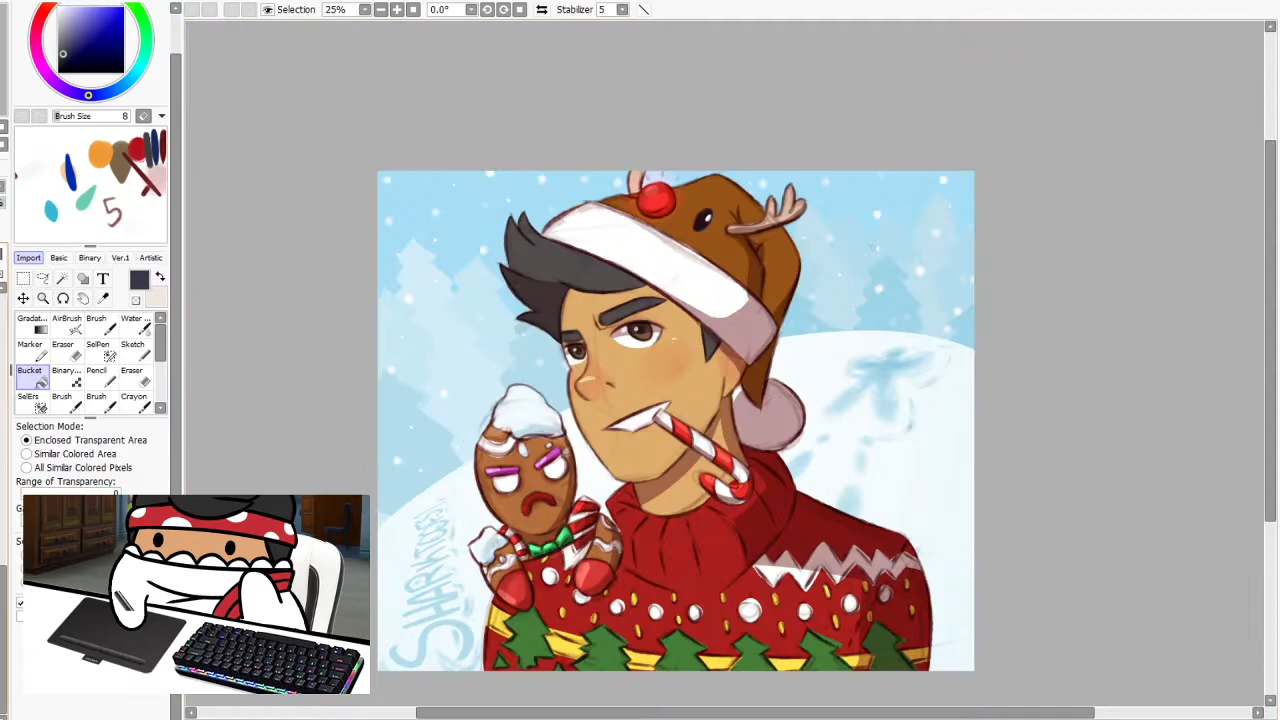 Selection 25% 0.0° Stabilizer 5
Brush Size 8
5
Import Basic Binary Ver.1 Artistic
T
Gradat... AirBrush Brush Water ...
Marker Eraser SelPen Sketch
Bucket Binary... Pencil Eraser
SelErs Brush Brush Crayon
Selection Mode:
Enclosed Transparent Area
Similar Colored Area
All Similar Colored Pixels
Range of Transparency: